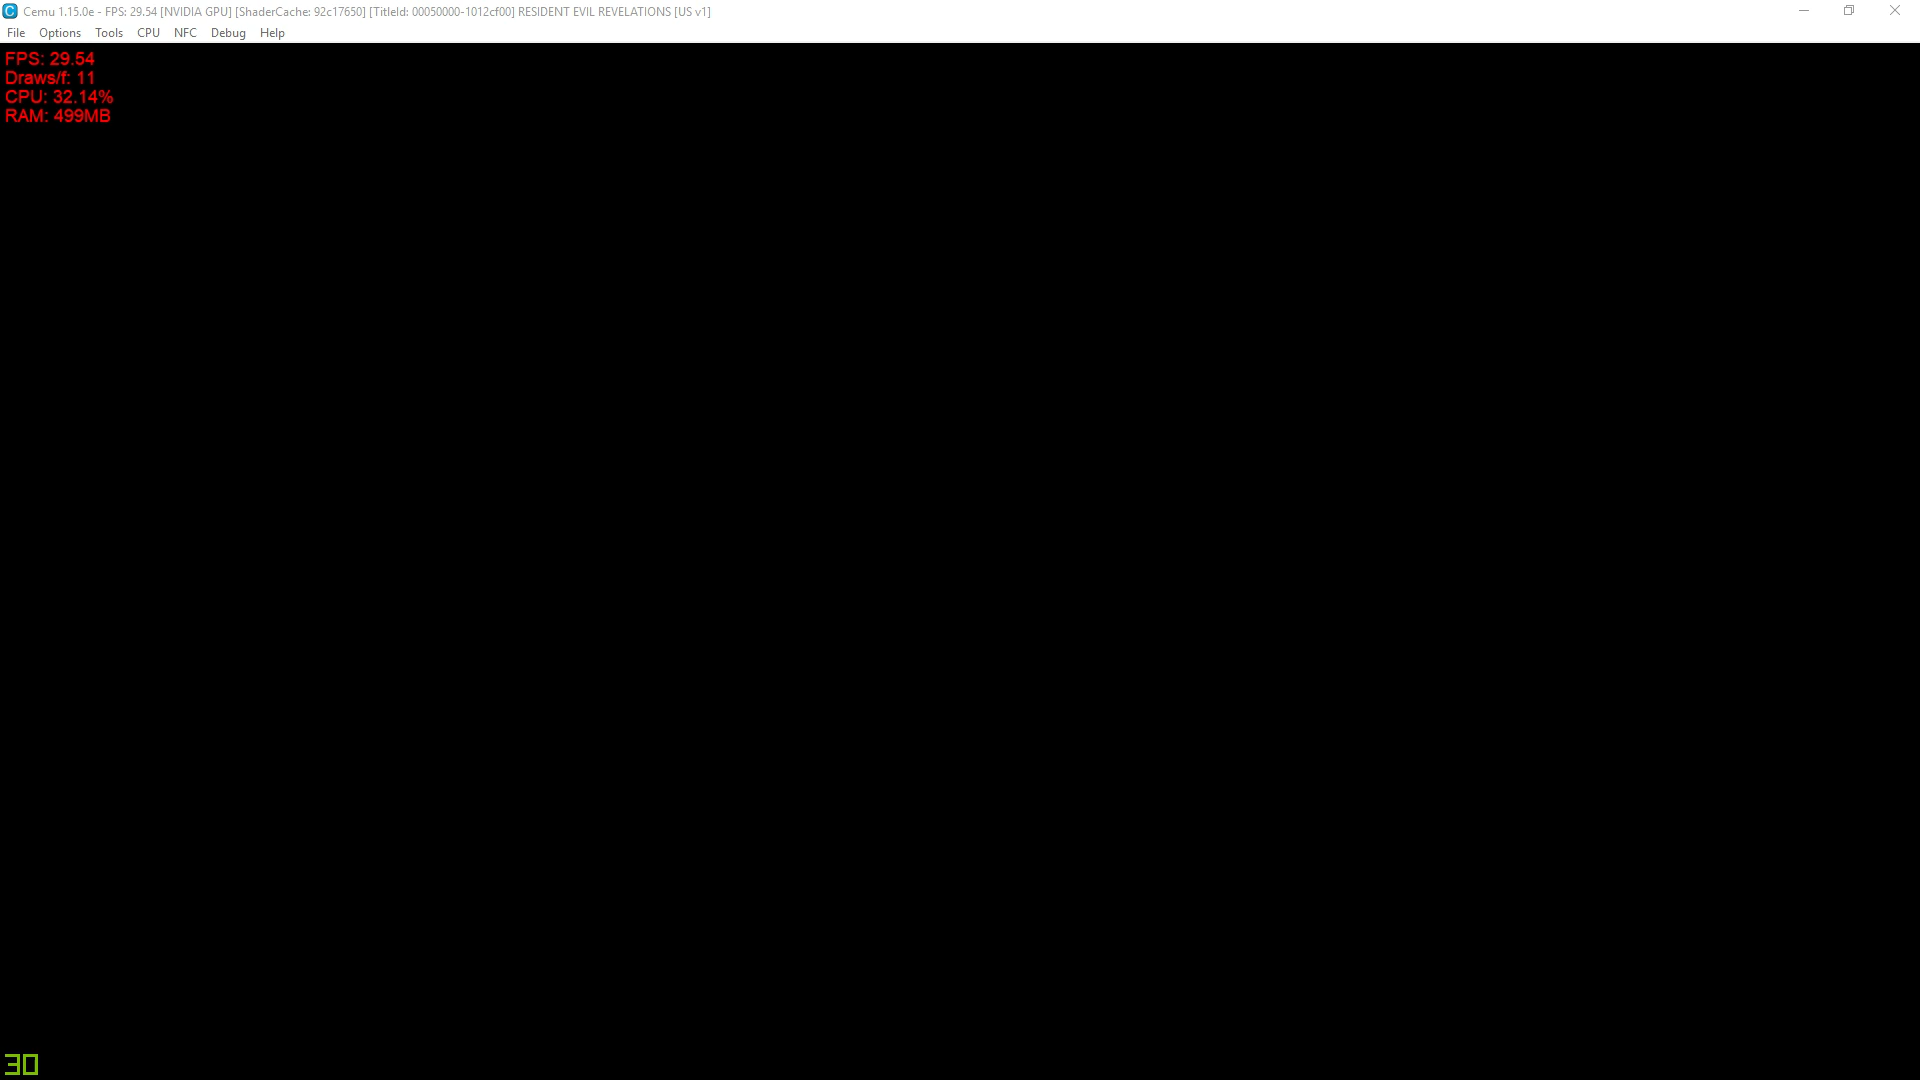 Cemu 1.15.0e - FPS: 29.54 [NVIDIA GPU] [ShaderCache: 92c17650] [TitleId: 00050000-1012cf00] RESIDENT EVIL REVELATIONS [US v1]
File Options Tools CPU NFC Debug Help
FPS: 29.54
Draws/f: 11
CPU: 32.14%
RAM: 499MB
30